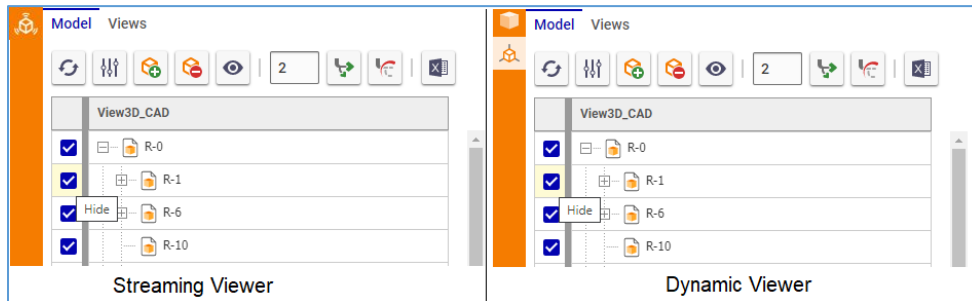 Model Views
2
View3D_CAD
R-0
R-1
Hide
R-6
R-10
Streaming Viewer
Model Views
2
View3D_CAD
R-0
R-1
Hide
R-6
R-10
Dynamic Viewer